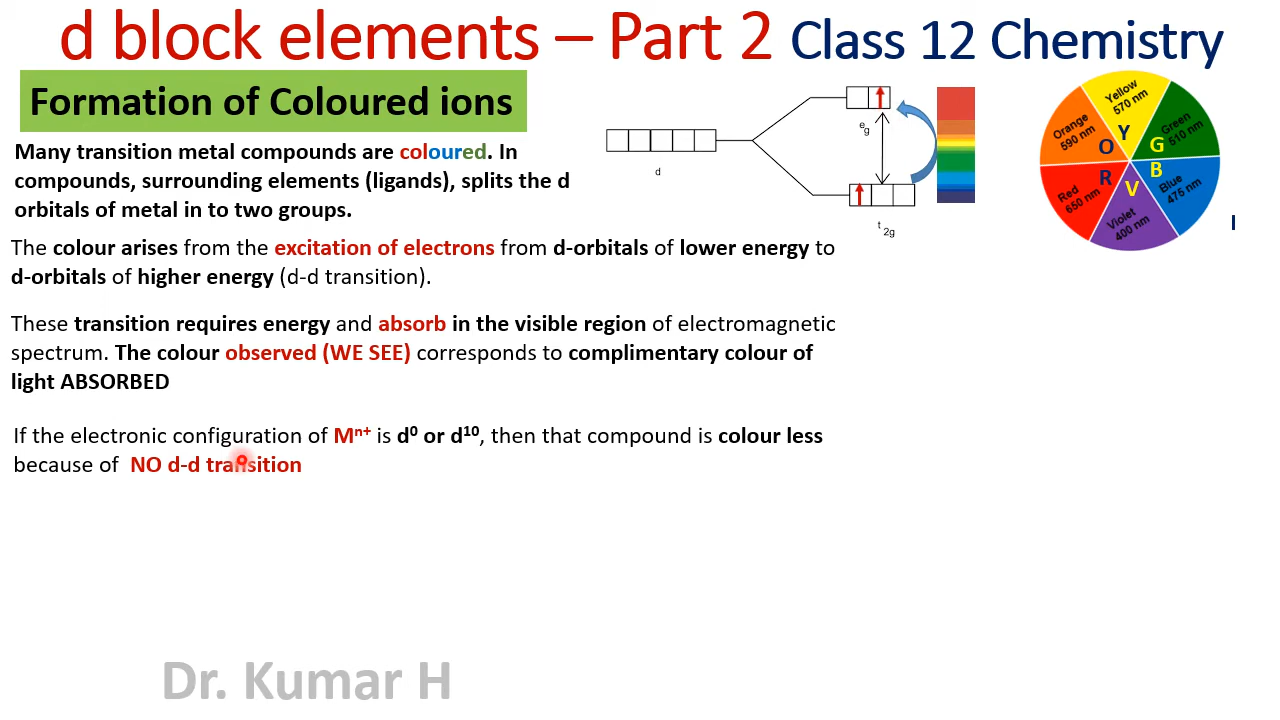 d block elements – Part 2 Class 12 Chemistry
Formation of Coloured ions
Many transition metal compounds are coloured. In
compounds, surrounding elements (ligands), splits the d
orbitals of metal in to two groups.
d
eg
t2g
Yellow
570 nm
Y
Green
510 nm
G
Blue
475 nm
B
Violet
400 nm
V
Red
650 nm
R
Orange
590 nm
O
The colour arises from the excitation of electrons from d-orbitals of lower energy to
d-orbitals of higher energy (d-d transition).
These transition requires energy and absorb in the visible region of electromagnetic
spectrum. The colour observed (WE SEE) corresponds to complimentary colour of
light ABSORBED
If the electronic configuration of Mⁿ⁺ is d⁰ or d¹⁰, then that compound is colour less
because of NO d-d transition
Dr. Kumar H